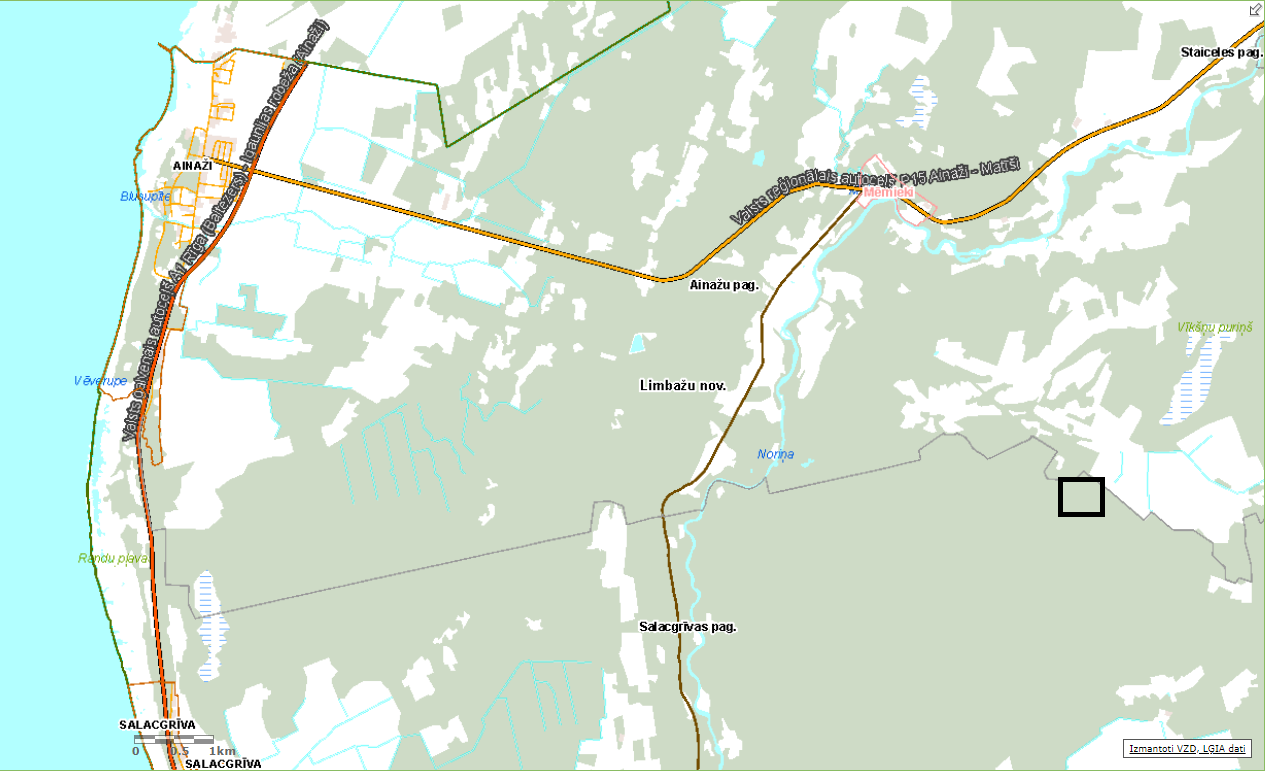 Staiceles pag.
Valsts galvenais autoceļš A1 Rīga (Baltezers) - Igaunijas robeža (Ainaži)
AINAŽI
Valsts reģionālais autoceļš P15 Ainaži - Matīši
Mērnieki
Blusupīte
Ainažu pag.
Vīkšņu puriņš
Vēverupe
Limbažu nov.
Noriņa
Randu pļava
Salacgrīvas pag.
SALACGRĪVA
0 0.5 1km
SALACGRĪVA
Izmantoti VZD, LĢIA dati